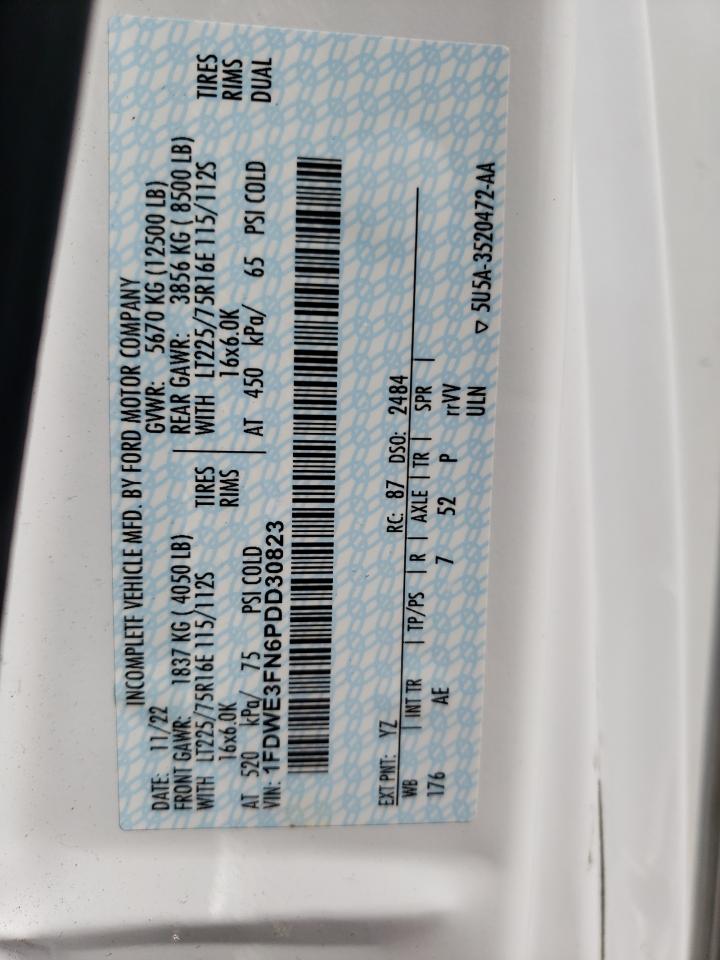 INCOMPLETE VEHICLE MFD. BY FORD MOTOR COMPANY
DATE: 11/22 GVWR: 5670 KG (12500 LB)
FRONT GAWR: 1837 KG ( 4050 LB) REAR GAWR: 3856 KG ( 8500 LB)
WITH LT225/75R16E 115/112S TIRES WITH LT225/75R16E 115/112S TIRES
16x6.0K RIMS 16x6.0K RIMS
AT 520 kPa/ 75 PSI COLD AT 450 kPa/ 65 PSI COLD DUAL
VIN: 1FDWE3FN6PDD30823
EXT PNT: YZ RC: 87 DSO: 2484
WB INT TR TP/PS R AXLE TR SPR
176 AE 7 52 P rrVV
ULN
▽ 5U5A-3520472-AA